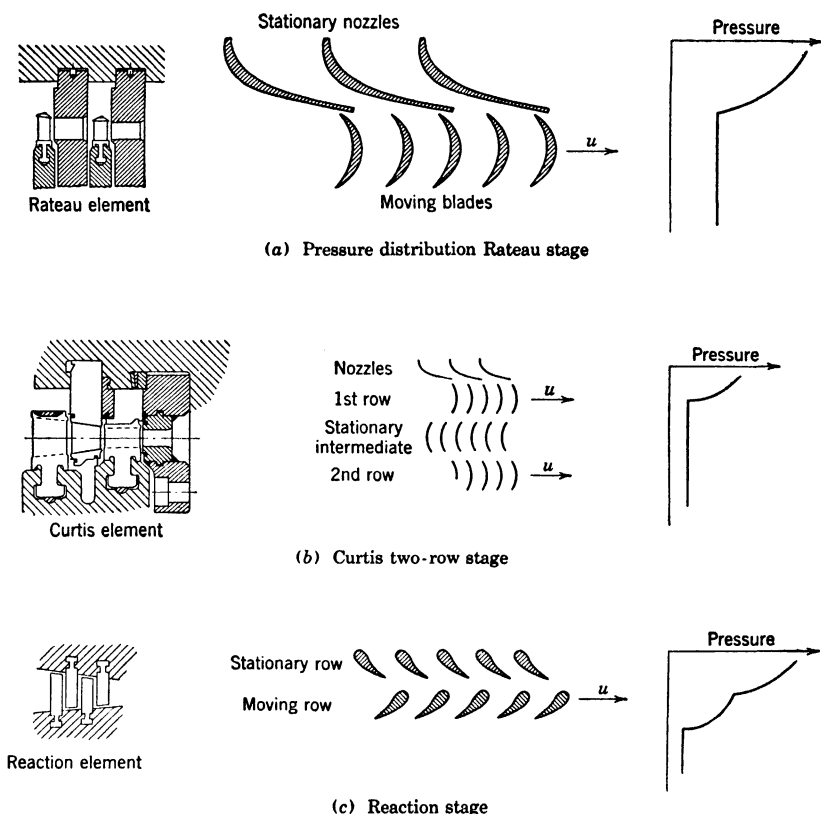 Stationary nozzles
Pressure
u
Rateau element
Moving blades
(a) Pressure distribution Rateau stage
Nozzles
Pressure
1st row
u
Stationary
intermediate
2nd row
u
Curtis element
(b) Curtis two-row stage
Stationary row
Pressure
Moving row
u
Reaction element
(c) Reaction stage